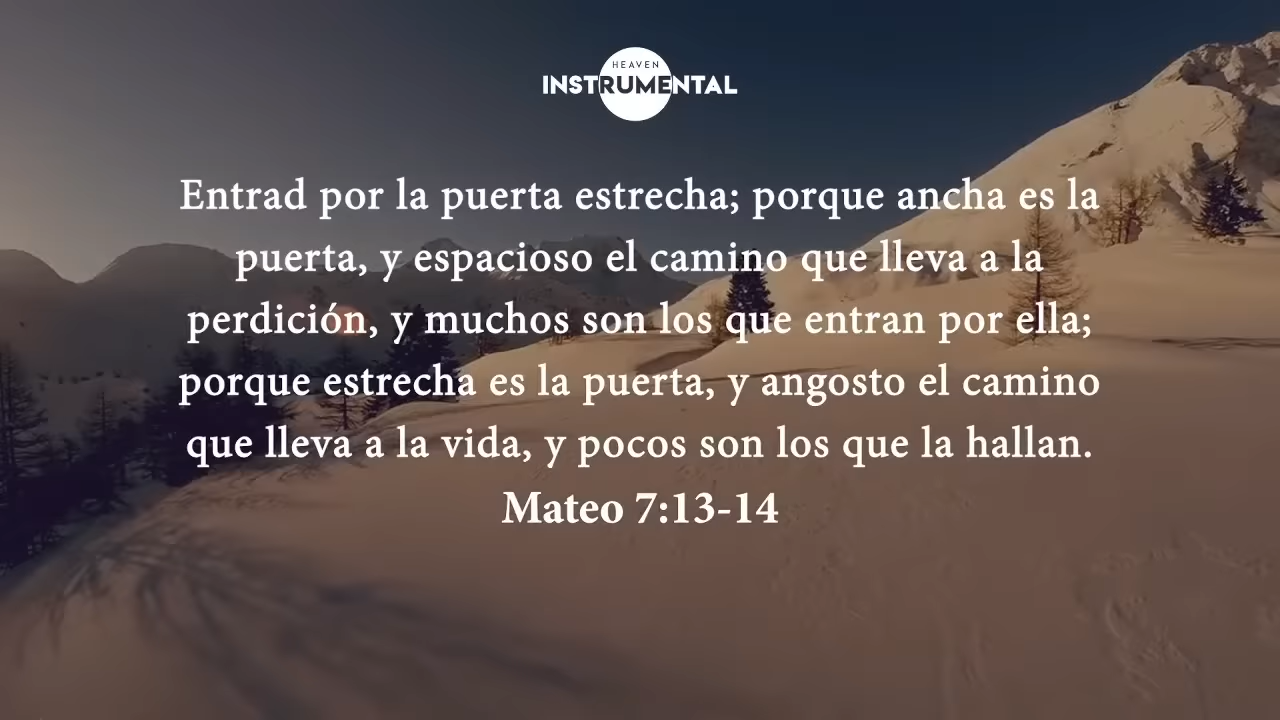 HEAVEN
INSTRUMENTAL
Entrad por la puerta estrecha; porque ancha es la
puerta, y espacioso el camino que lleva a la
perdición, y muchos son los que entran por ella;
porque estrecha es la puerta, y angosto el camino
que lleva a la vida, y pocos son los que la hallan.
Mateo 7:13-14